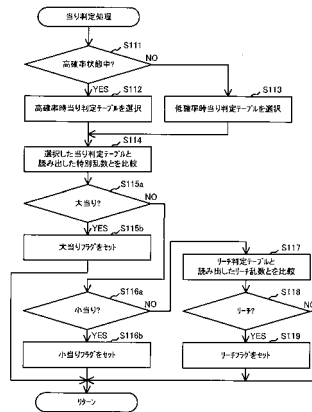 当り判定処理
S111
高確率状態中?
NO
YES
S112
S113
高確率時当り判定テーブルを選択
低確率時当り判定テーブルを選択
S114
選択した当り判定テーブルと
読み出した特別乱数とを比較
S115a
大当り?
NO
YES
S115b
大当りフラグをセット
S116a
小当り?
NO
YES
S116b
小当りフラグをセット
S117
リーチ判定テーブルと
読み出したリーチ乱数とを比較
S118
リーチ?
NO
YES
S119
リーチフラグをセット
リターン